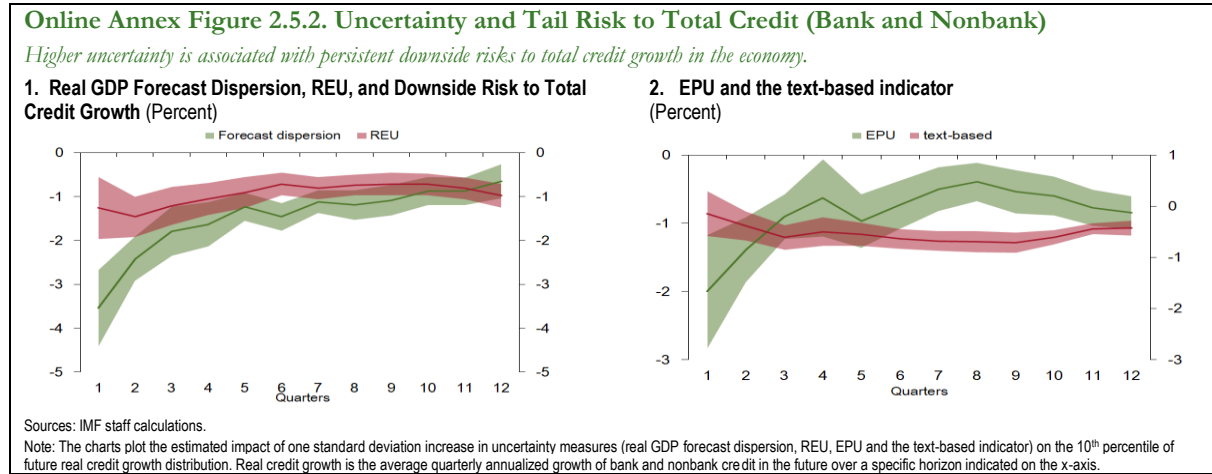 Online Annex Figure 2.5.2. Uncertainty and Tail Risk to Total Credit (Bank and Nonbank)
Higher uncertainty is associated with persistent downside risks to total credit growth in the economy.
1. Real GDP Forecast Dispersion, REU, and Downside Risk to Total
Credit Growth (Percent)
Forecast dispersion REU
0 0
-1 -1
-2 -2
-3 -3
-4 -4
-5 -5
1 2 3 4 5 6 7 8 9 10 11 12
Quarters
2. EPU and the text-based indicator
(Percent)
EPU text-based
0 1
0
-1
-1
-2
-2
-3 -3
1 2 3 4 5 6 7 8 9 10 11 12
Quarters
Sources: IMF staff calculations.
Note: The charts plot the estimated impact of one standard deviation increase in uncertainty measures (real GDP forecast dispersion, REU, EPU and the text-based indicator) on the 10th percentile of
future real credit growth distribution. Real credit growth is the average quarterly annualized growth of bank and nonbank credit in the future over a specific horizon indicated on the x-axis.